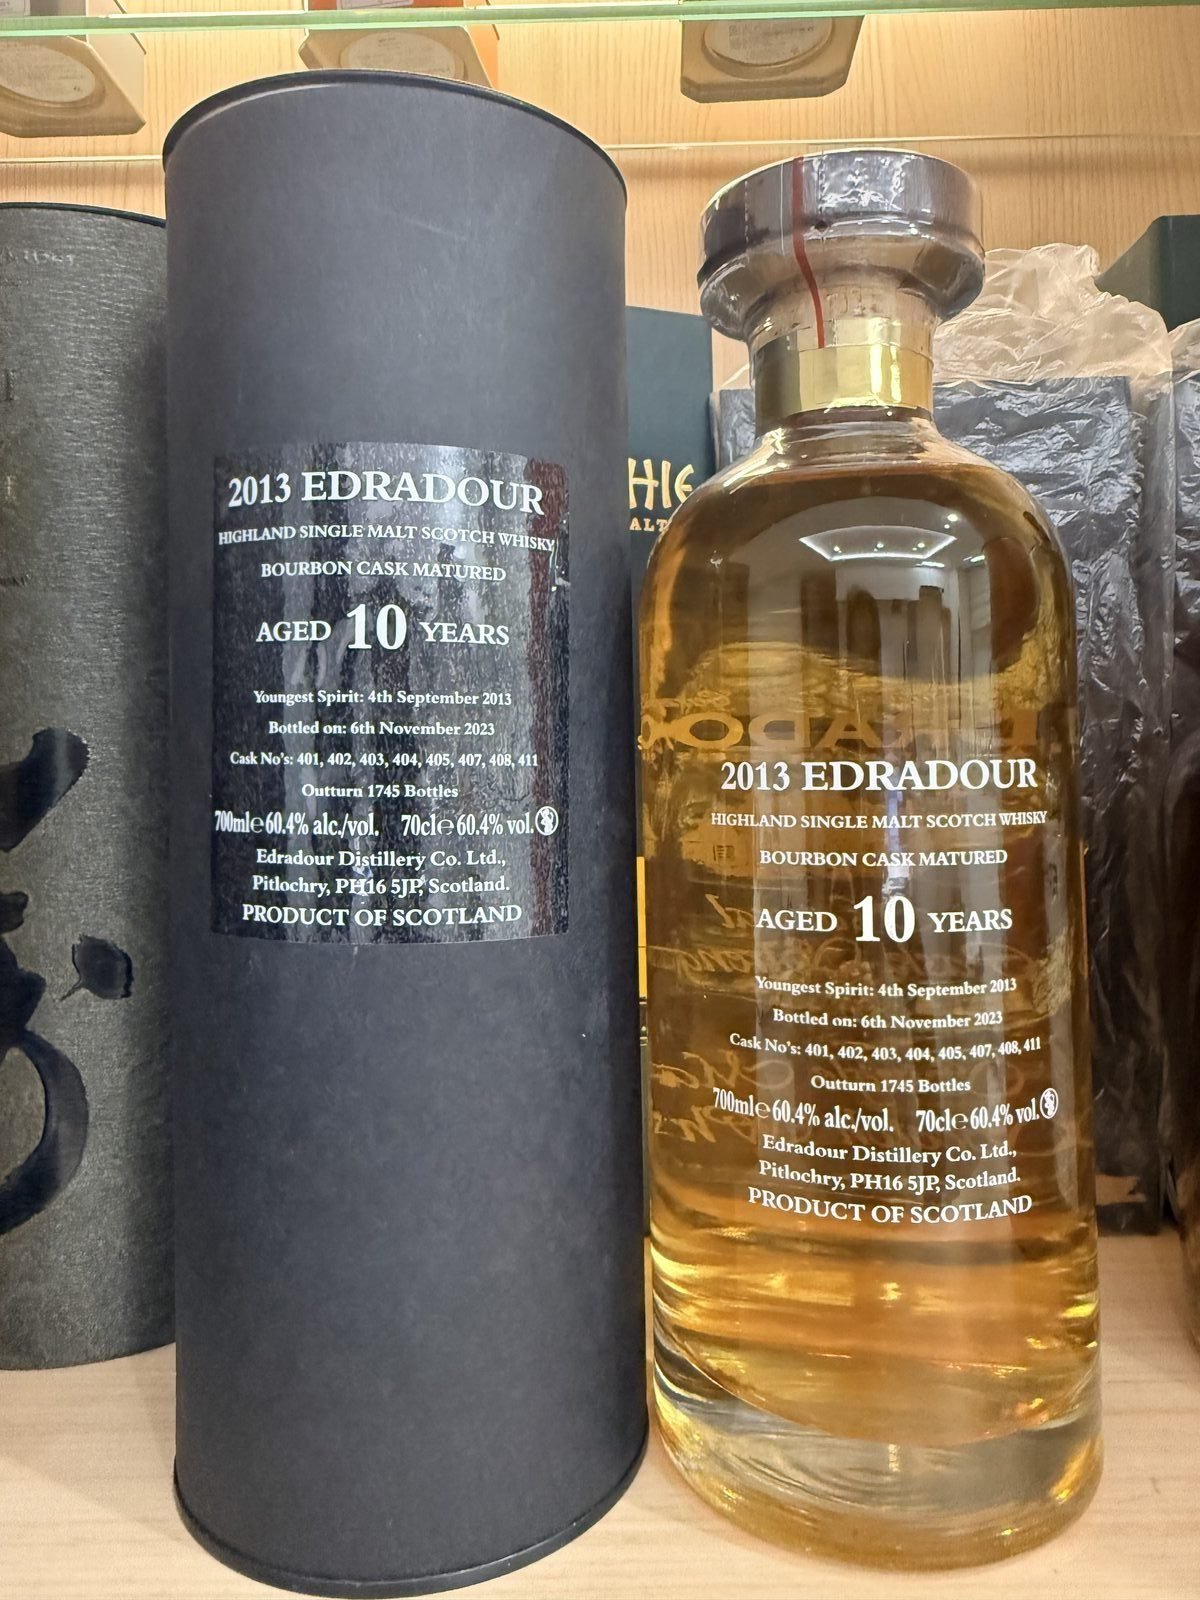 2013 EDRADOUR
HIGHLAND SINGLE MALT SCOTCH WHISKY
BOURBON CASK MATURED
AGED 10 YEARS
Youngest Spirit: 4th September 2013
Bottled on: 6th November 2023
Cask No's: 401, 402, 403, 404, 405, 407, 408, 411
Outturn 1745 Bottles
700ml℮60.4% alc./vol. 70cl℮60.4% vol.
Edradour Distillery Co. Ltd.,
Pitlochry, PH16 5JP, Scotland.
PRODUCT OF SCOTLAND
HIE
ALT
2013 EDRADOUR
HIGHLAND SINGLE MALT SCOTCH WHISKY
BOURBON CASK MATURED
AGED 10 YEARS
Youngest Spirit: 4th September 2013
Bottled on: 6th November 2023
Cask No's: 401, 402, 403, 404, 405, 407, 408, 411
Outturn 1745 Bottles
700ml℮60.4% alc./vol. 70cl℮60.4% vol.
Edradour Distillery Co. Ltd.,
Pitlochry, PH16 5JP, Scotland.
PRODUCT OF SCOTLAND